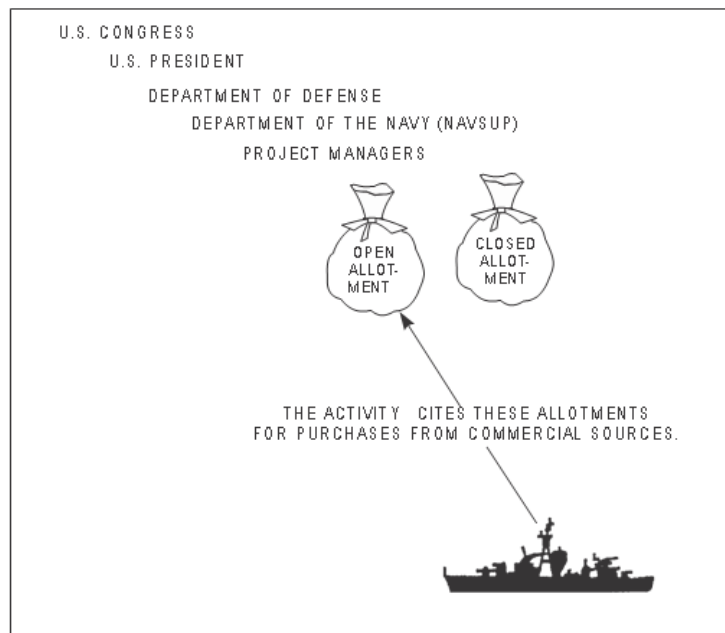 U.S. CONGRESS
U.S. PRESIDENT
DEPARTMENT OF DEFENSE
DEPARTMENT OF THE NAVY (NAVSUP)
PROJECT MANAGERS
OPEN
ALLOT-
MENT
CLOSED
ALLOT-
MENT
THE ACTIVITY CITES THESE ALLOTMENTS
FOR PURCHASES FROM COMMERCIAL SOURCES.